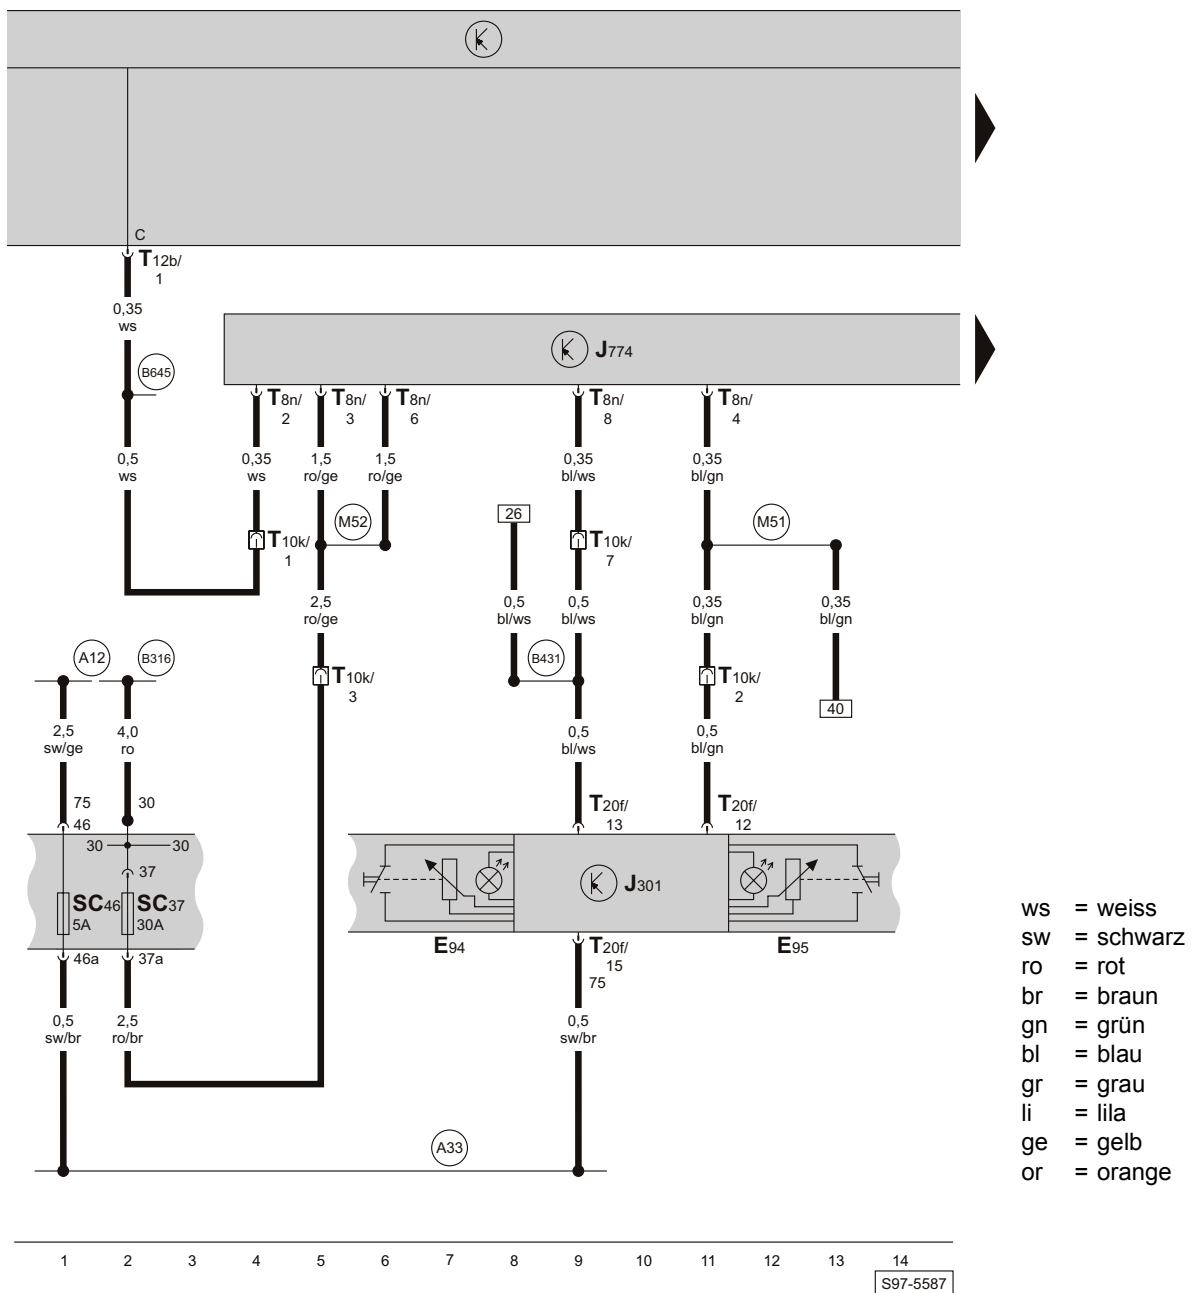 C
T12b/
1
0,35
ws
B645
J774
T8n/
2
T8n/
3
T8n/
6
T8n/
8
T8n/
4
0,5
ws
0,35
ws
1,5
ro/ge
1,5
ro/ge
0,35
bl/ws
0,35
bl/gn
M52
26
M51
T10k/
1
T10k/
7
2,5
ro/ge
0,5
bl/ws
0,5
bl/ws
0,35
bl/gn
0,35
bl/gn
A12
B316
B431
T10k/
3
T10k/
2
40
2,5
sw/ge
4,0
ro
0,5
bl/ws
0,5
bl/gn
75
46
30
T20f/
13
T20f/
12
30
30
37
SC46
5A
SC37
30A
J301
E94
E95
46a
37a
T20f/
15
75
0,5
sw/br
2,5
ro/br
0,5
sw/br
A33
ws = weiss
sw = schwarz
ro = rot
br = braun
gn = grün
bl = blau
gr = grau
li = lila
ge = gelb
or = orange
1 2 3 4 5 6 7 8 9 10 11 12 13 14
S97-5587